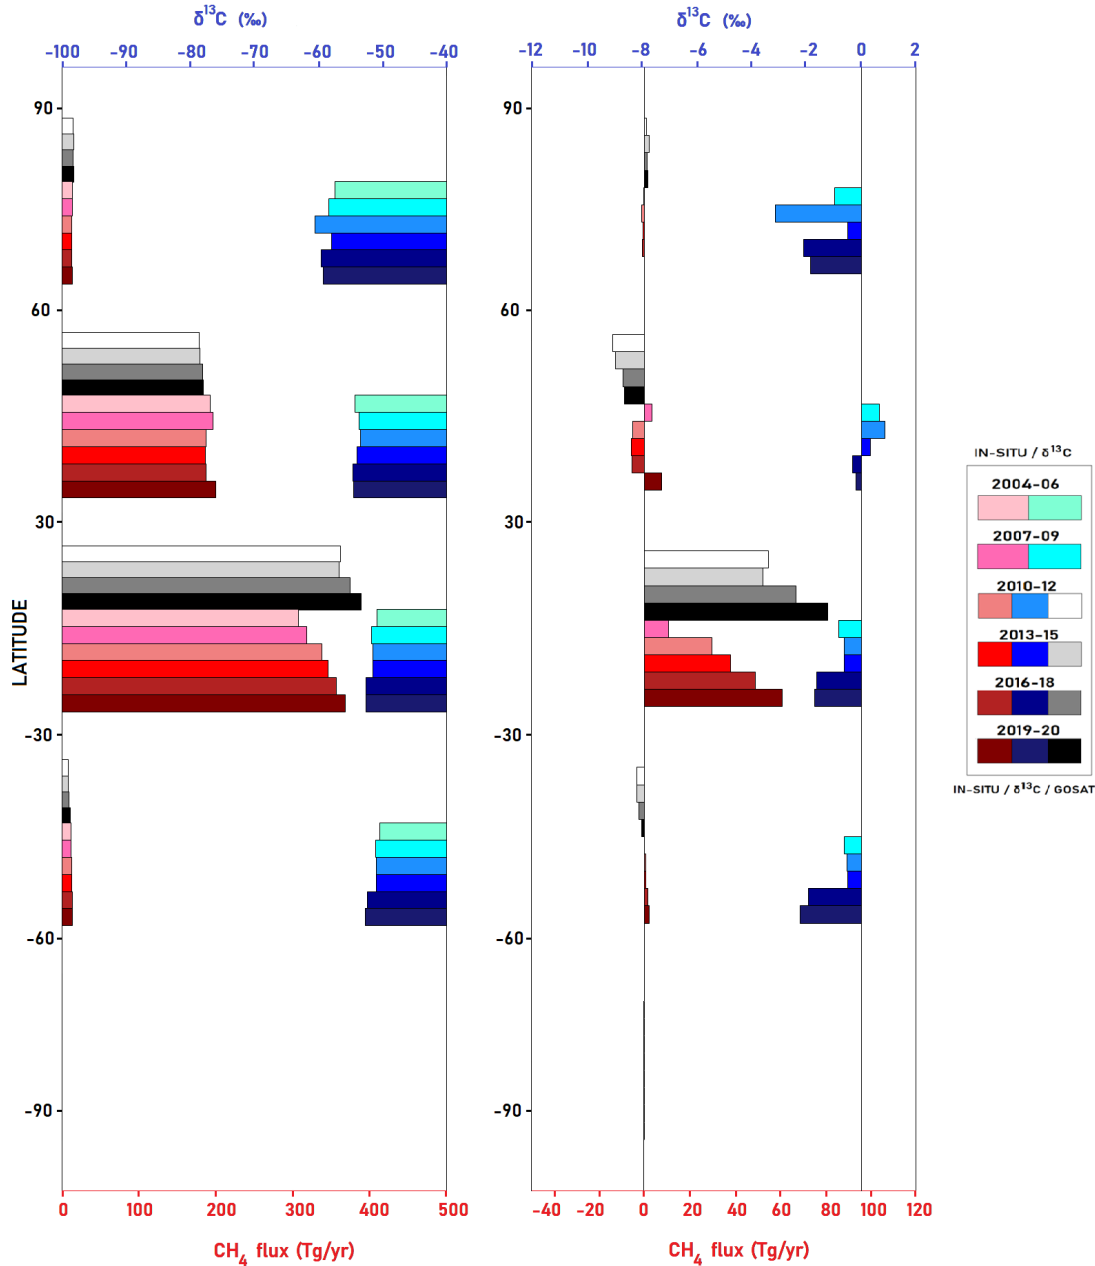 δ¹³C (‰)
-100 -90 -80 -70 -60 -50 -40
δ¹³C (‰)
-12 -10 -8 -6 -4 -2 0 2
90
60
30
-30
-60
-90
LATITUDE
90
60
30
-30
-60
-90
0 100 200 300 400 500
CH₄ flux (Tg/yr)
-40 -20 0 20 40 60 80 100 120
CH₄ flux (Tg/yr)
IN-SITU / δ¹³C
2004-06
2007-09
2010-12
2013-15
2016-18
2019-20
IN-SITU / δ¹³C / GOSAT